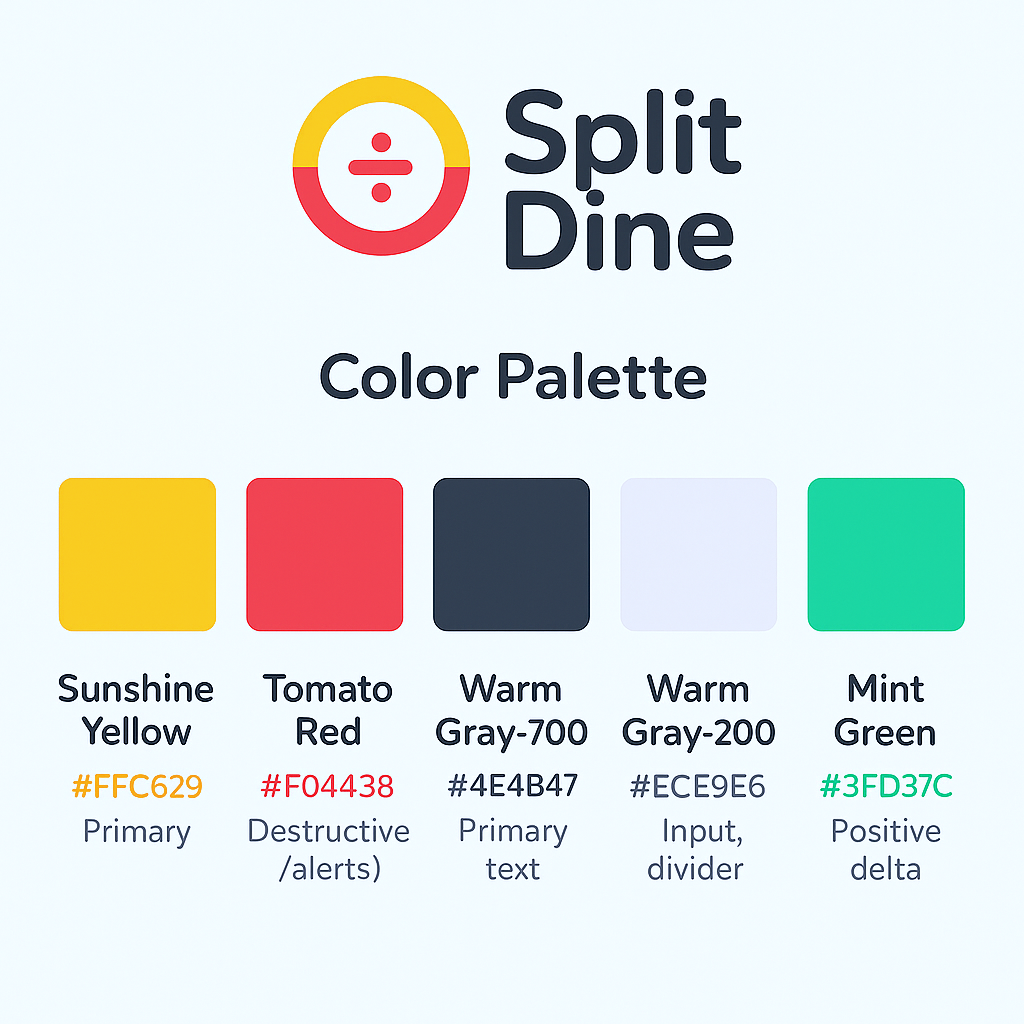 Split
Dine
Color Palette
Sunshine
Yellow
#FFC629
Primary
Tomato
Red
#F04438
Destructive
/alerts)
Warm
Gray-700
#4E4B47
Primary
text
Warm
Gray-200
#ECE9E6
Input,
divider
Mint
Green
#3FD37C
Positive
delta